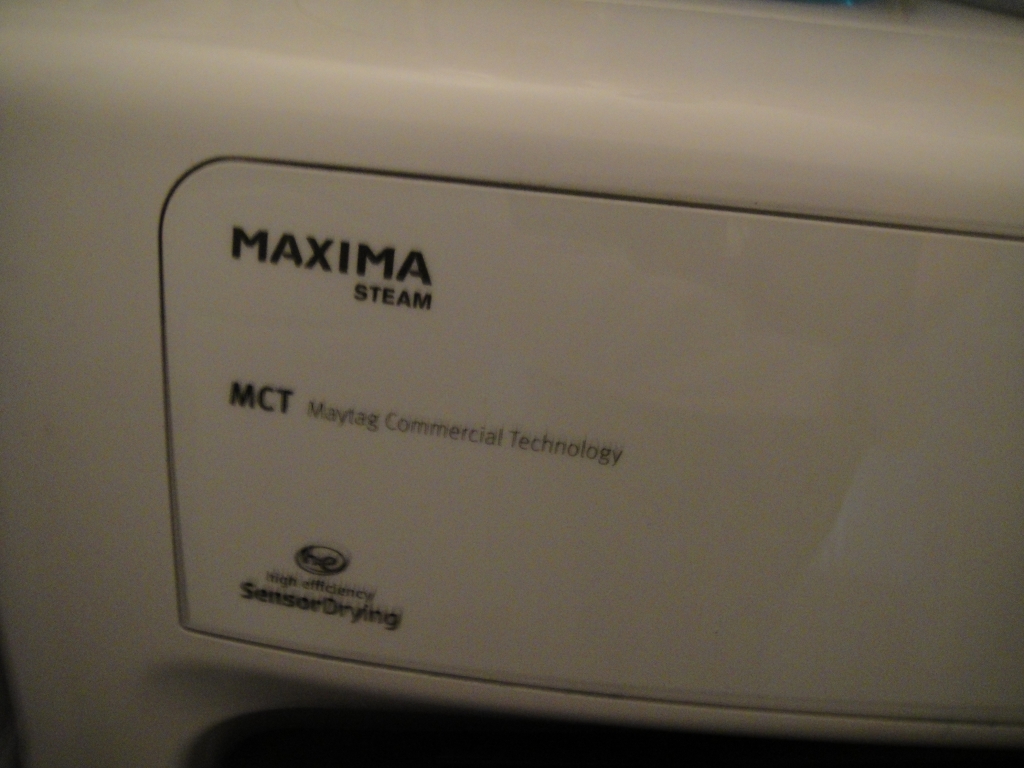 MAXIMA
STEAM
MCT Maytag Commercial Technology
he
high efficiency
SensorDrying